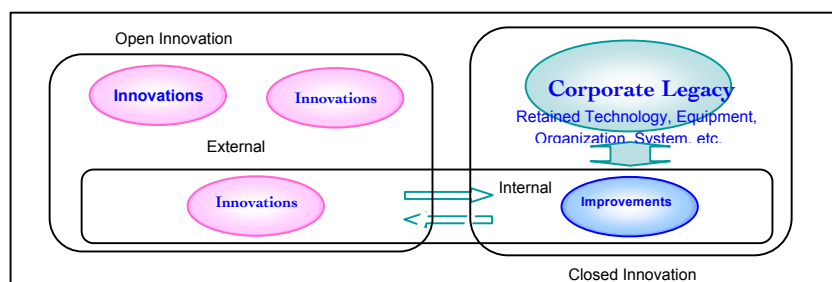 Open Innovation
Innovations
Innovations
Corporate Legacy
Retained Technology, Equipment,
Organization, System, etc.
External
Internal
Innovations
Improvements
Closed Innovation